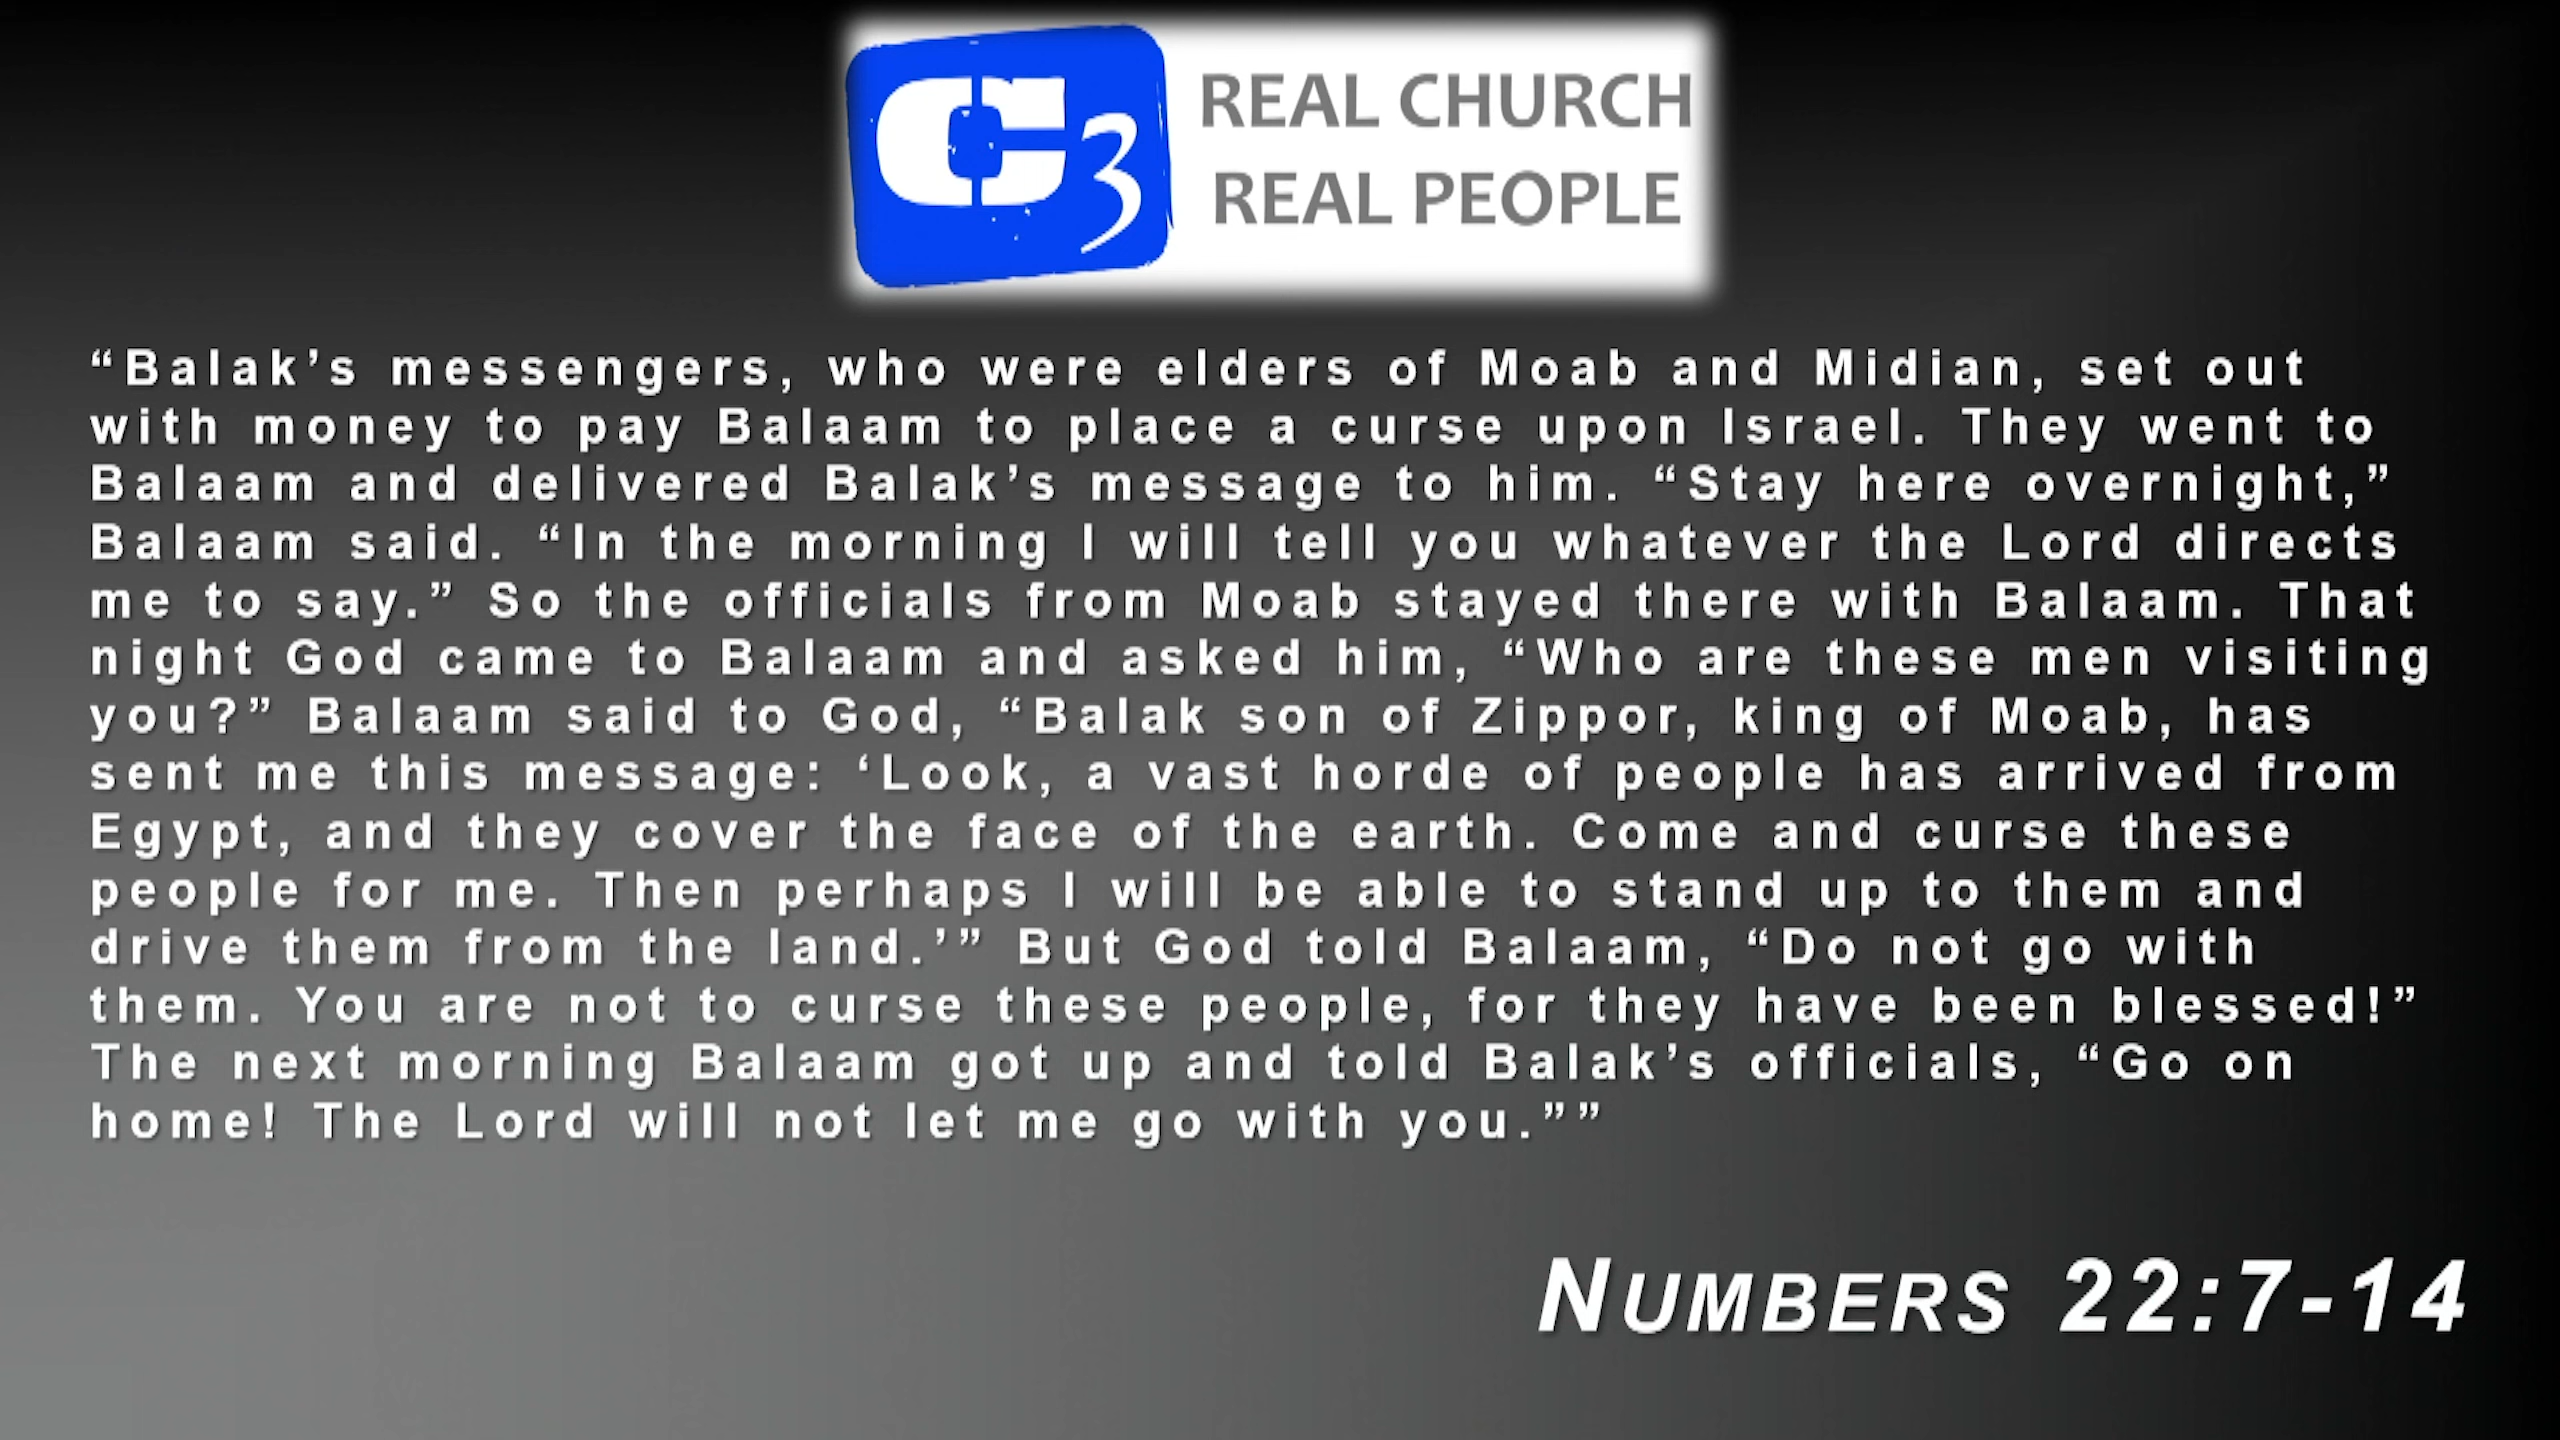 C3
REAL CHURCH
REAL PEOPLE
“Balak’s messengers, who were elders of Moab and Midian, set out
with money to pay Balaam to place a curse upon Israel. They went to
Balaam and delivered Balak’s message to him. “Stay here overnight,”
Balaam said. “In the morning I will tell you whatever the Lord directs
me to say.” So the officials from Moab stayed there with Balaam. That
night God came to Balaam and asked him, “Who are these men visiting
you?” Balaam said to God, “Balak son of Zippor, king of Moab, has
sent me this message: ‘Look, a vast horde of people has arrived from
Egypt, and they cover the face of the earth. Come and curse these
people for me. Then perhaps I will be able to stand up to them and
drive them from the land.’” But God told Balaam, “Do not go with
them. You are not to curse these people, for they have been blessed!”
The next morning Balaam got up and told Balak’s officials, “Go on
home! The Lord will not let me go with you.””
NUMBERS 22:7-14